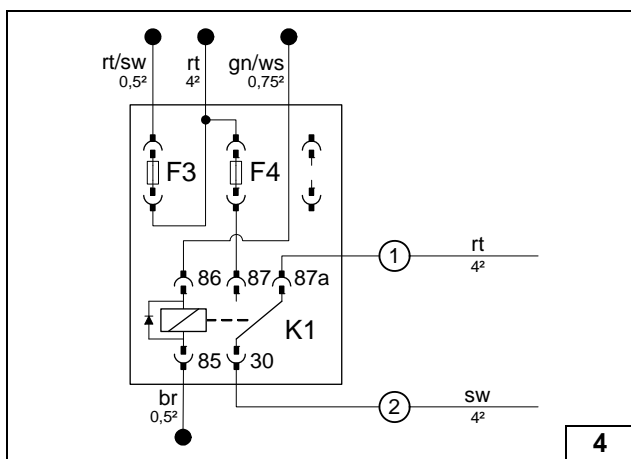 rt/sw
0,5²
rt
4²
gn/ws
0,75²
F3
F4
1
rt
4²
86
87
87a
K1
85
30
br
0,5²
2
sw
4²
4